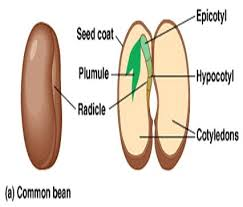 Epicotyl
Seed coat
Plumule
Hypocotyl
Radicle
Cotyledons
(a) Common bean